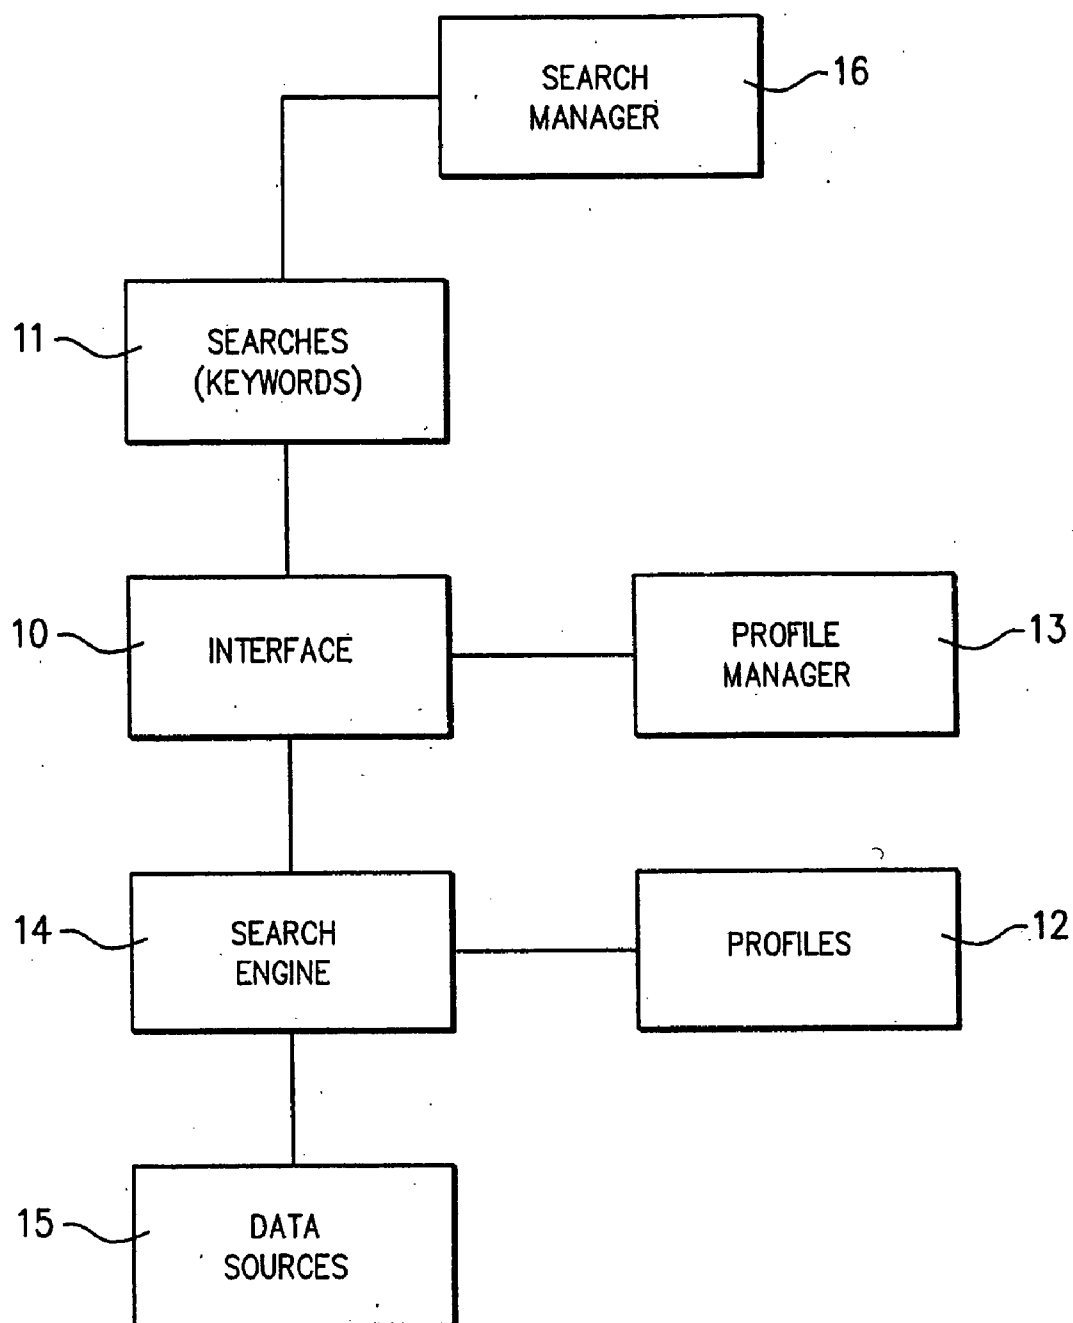 SEARCH
MANAGER
16
11
SEARCHES
(KEYWORDS)
10
INTERFACE
PROFILE
MANAGER
13
14
SEARCH
ENGINE
PROFILES
12
15
DATA
SOURCES